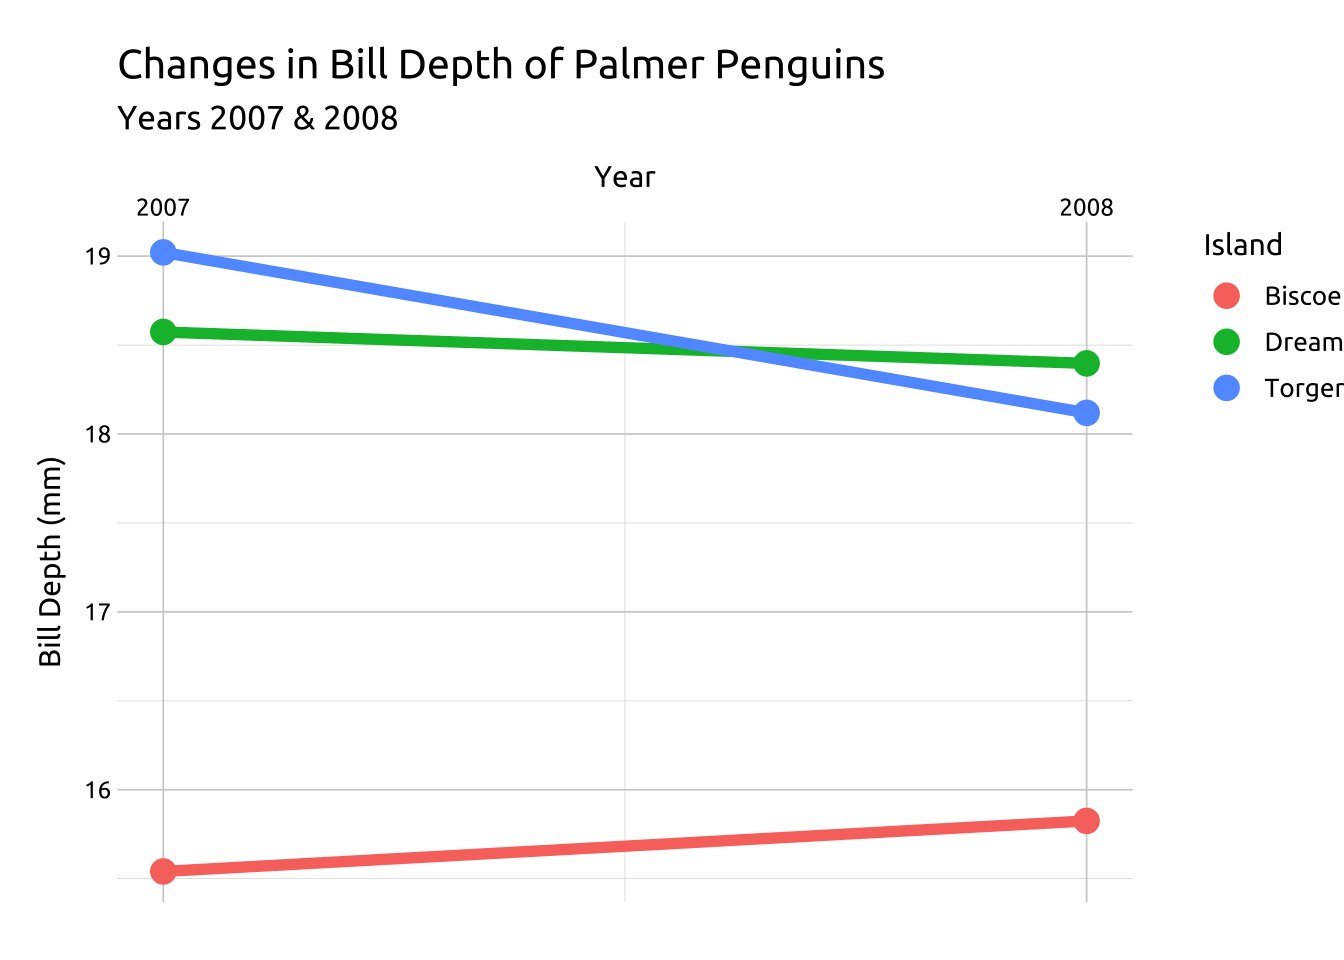 Changes in Bill Depth of Palmer Penguins
Years 2007 & 2008
Year
2007 2008
19
18
17
16
Bill Depth (mm)
Island
Biscoe
Dream
Torger